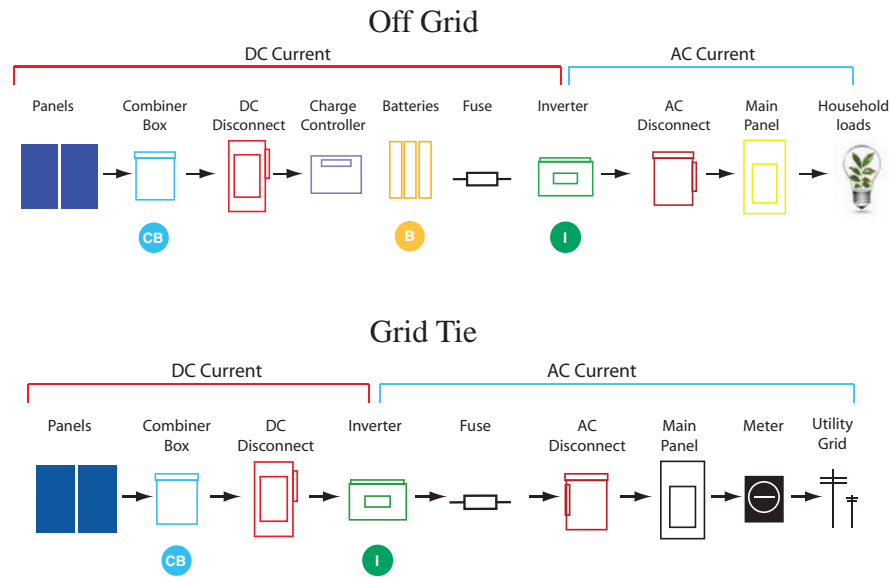 Off Grid
DC Current
AC Current
Panels
Combiner
Box
DC
Disconnect
Charge
Controller
Batteries
Fuse
Inverter
AC
Disconnect
Main
Panel
Household
loads
CB
B
I
Grid Tie
DC Current
AC Current
Panels
Combiner
Box
DC
Disconnect
Inverter
Fuse
AC
Disconnect
Main
Panel
Meter
Utility
Grid
CB
I